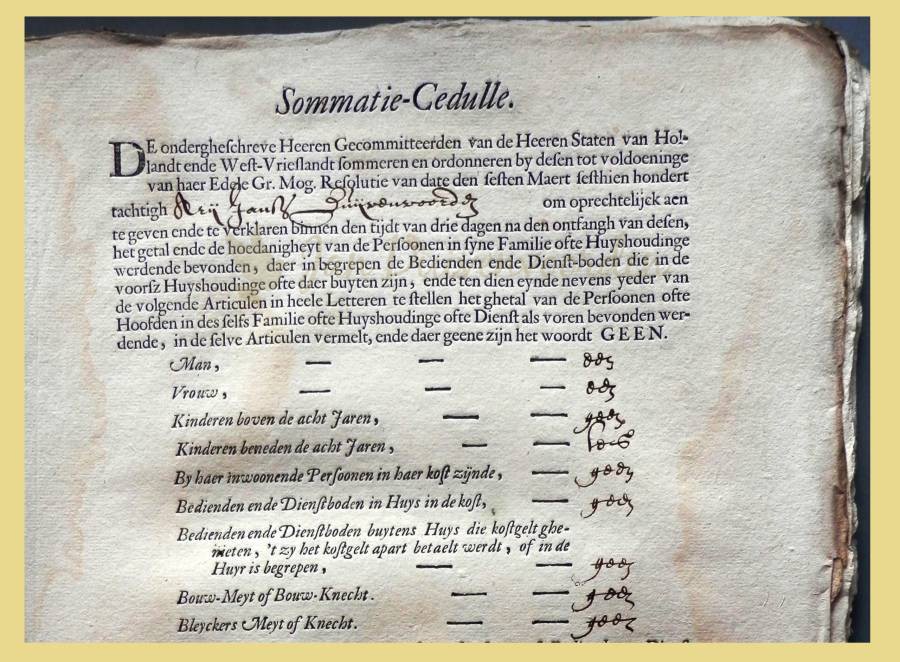 Sommatie-Cedulle.
DE ondergheſchreve Heeren Gecommitteerden van de Heeren Staten van Hol-
landt ende Weſt-Vrieſlandt ſommeren en ordonneren by deſen tot voldoeninge
van haer Edele Gr. Mog. Reſolutie van date den ſeſten Maert ſeſthien hondert
tachtigh Arij Jansz om oprechtelijck aen
te geven ende te verklaren binnen den tijdt van drie dagen na den ontfangh van deſen,
het getal ende de hoedanigheyt van de Perſoonen in ſyne Familie ofte Huyshoudinge
werdende bevonden, daer in begrepen de Bedienden ende Dienſt-boden die in de
voorſz Huyshoudinge ofte daer buyten zijn, ende ten dien eynde nevens yeder van
de volgende Articulen in heele Letteren te ſtellen het ghetal van de Perſoonen ofte
Hoofden in des ſelfs Familie ofte Huyshoudinge ofte Dienſt als voren bevonden wer-
dende, in de ſelve Articulen vermelt, ende daer geene zijn het woordt GEEN.
Man, — — — een
Vrouw, — — — een
Kinderen boven de acht Jaren, — — geen
Kinderen beneden de acht Jaren, — —
By haer inwoonende Perſoonen in haer koſt zijnde, — geen
Bedienden ende Dienſtboden in Huys in de koſt, — geen
Bedienden ende Dienſtboden buytens Huys die koſtgelt ghe-
nieten, 't zy het koſtgelt apart betaelt werdt, of in de
Huyr is begrepen, — — geen
Bouw-Meyt of Bouw-Knecht. — — geen
Bleyckers Meyt of Knecht. — — geen